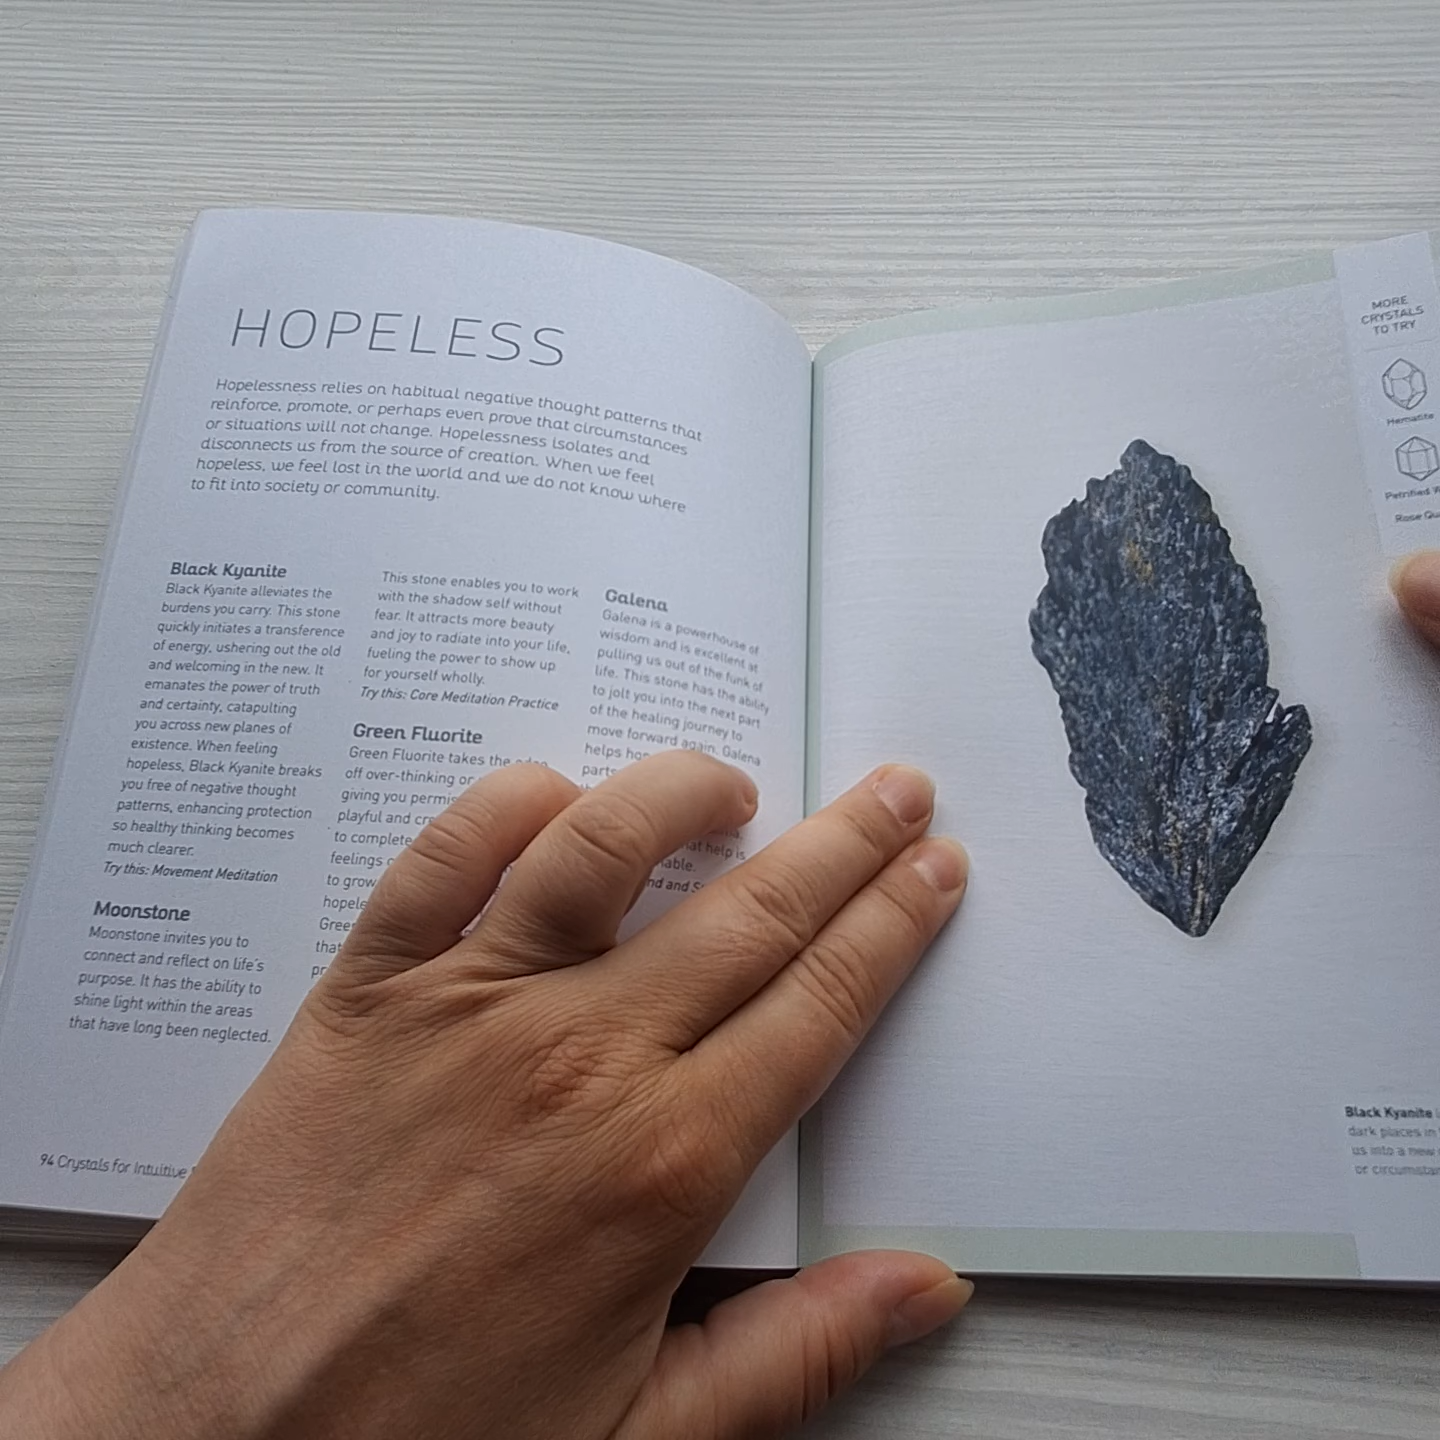 HOPELESS
Hopelessness relies on habitual negative thought patterns that
reinforce, promote, or perhaps even prove that circumstances
or situations will not change. Hopelessness isolates and
disconnects us from the source of creation. When we feel
hopeless, we feel lost in the world and we do not know where
to fit into society or community.
Black Kyanite
Black Kyanite alleviates the
burdens you carry. This stone
quickly initiates a transference
of energy, ushering out the old
and welcoming in the new. It
emanates the power of truth
and certainty, catapulting
you across new planes of
existence. When feeling
hopeless, Black Kyanite breaks
you free of negative thought
patterns, enhancing protection
so healthy thinking becomes
much clearer.
Try this: Movement Meditation
Moonstone
Moonstone invites you to
connect and reflect on life's
purpose. It has the ability to
shine light within the areas
that have long been neglected.
This stone enables you to work
with the shadow self without
fear. It attracts more beauty
and joy to radiate into your life,
fueling the power to show up
for yourself wholly.
Try this: Core Meditation Practice
Green Fluorite
Green Fluorite takes the
off over-thinking or
giving you
playful and
to complete
feelings
to grow
Galena
Galena is a powerhouse of
wisdom and is excellent at
pulling us out of the funk of
life. This stone has the ability
to jolt you into the next part
of the healing journey to
move forward again. Galena
helps
help is
and
94 Crystals for Intuitive
MORE
CRYSTALS
TO TRY
Hematite
Petrified
Rose
Black Kyanite
dark places in
us into a new
or